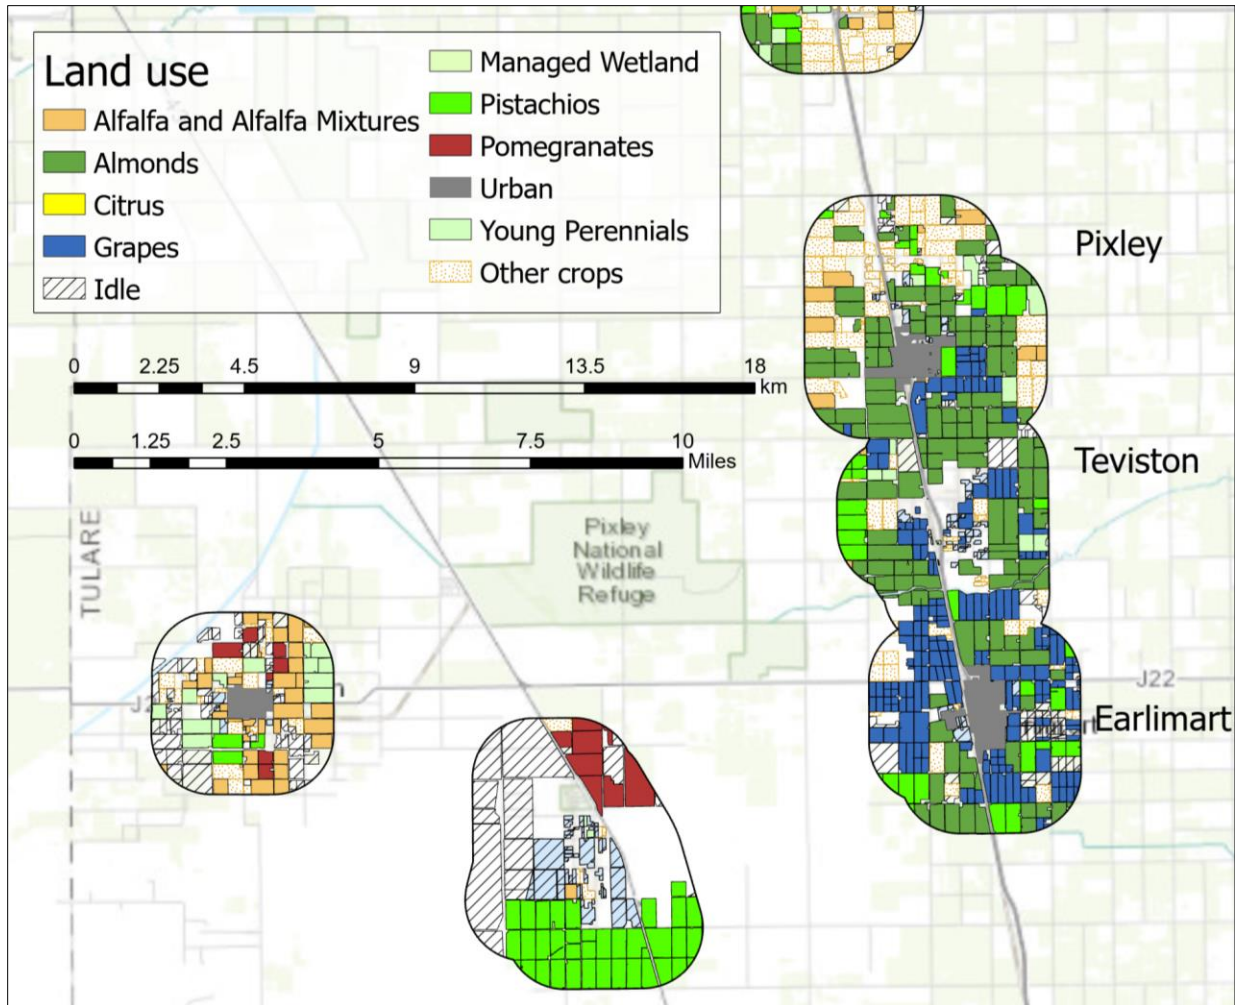 Land use
Alfalfa and Alfalfa Mixtures
Almonds
Citrus
Grapes
Idle
Managed Wetland
Pistachios
Pomegranates
Urban
Young Perennials
Other crops
Pixley
0 2.25 4.5 9 13.5 18
km
0 1.25 2.5 5 7.5 10
Miles
Teviston
TULARE
Pixley
National
Wildlife
Refuge
J22
Earlimart